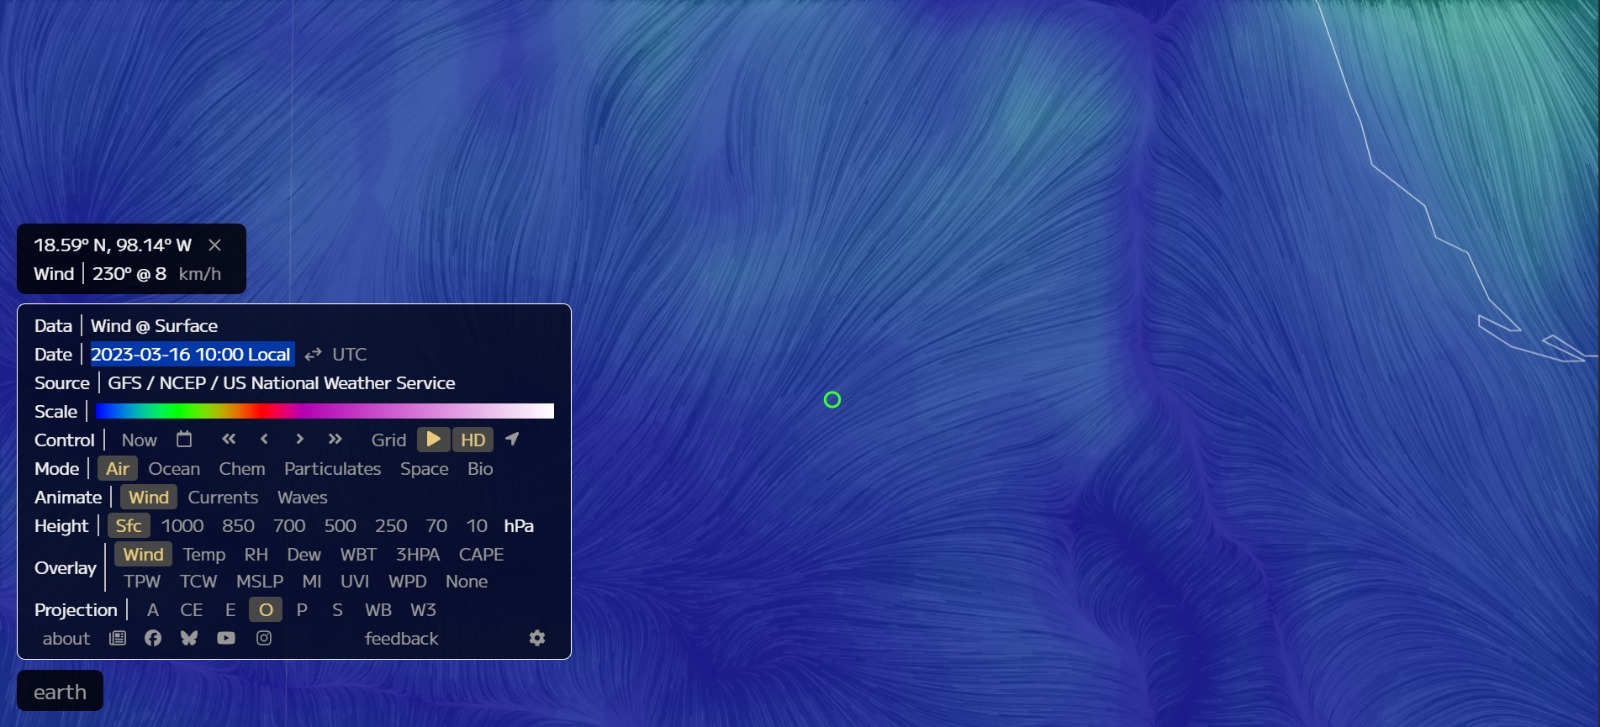 18.59° N, 98.14° W ×
Wind | 230° @ 8 km/h
Data | Wind @ Surface
Date | 2023-03-16 10:00 Local ⇄ UTC
Source | GFS / NCEP / US National Weather Service
Scale |
Control | Now « ‹ › » Grid HD
Mode | Air Ocean Chem Particulates Space Bio
Animate | Wind Currents Waves
Height | Sfc 1000 850 700 500 250 70 10 hPa
Overlay | Wind Temp RH Dew WBT 3HPA CAPE
TPW TCW MSLP MI UVI WPD None
Projection | A CE E O P S WB W3
about feedback
earth